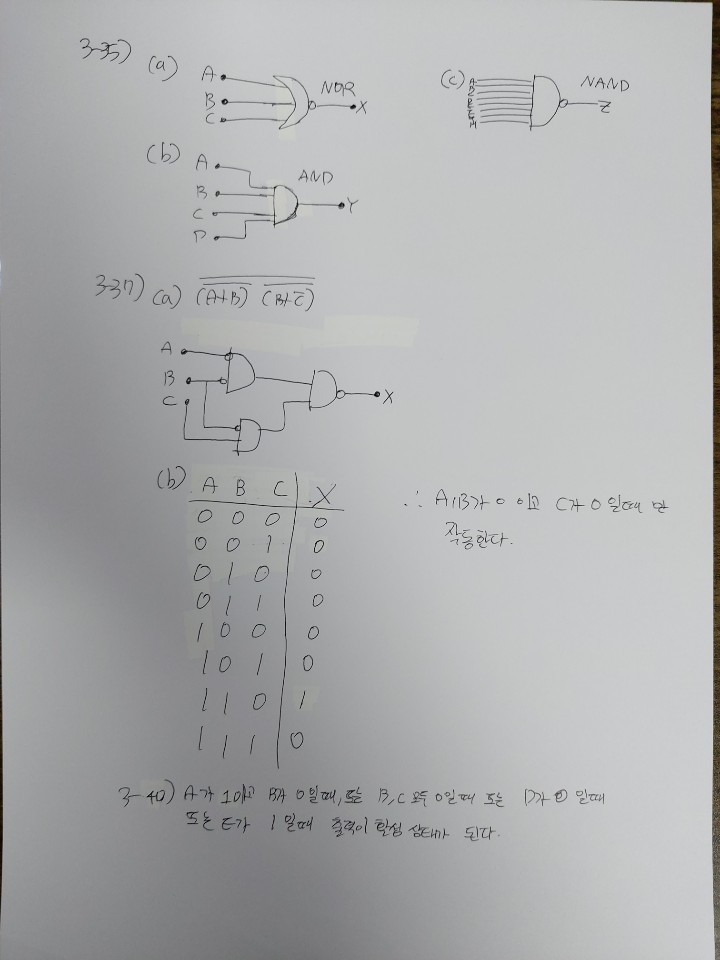 3-35)
(a) A B C NOR X
(c) NAND Z
(b) A B C D AND Y
3-37) (a) (A+B) (B+C̅)
A
B
C
X
(b) A B C X
0 0 0 0
0 0 1 0
0 1 0 0
0 1 1 0
1 0 0 0
1 0 1 0
1 1 0 1
1 1 1 0
∴ A,B가 0 이고 C가 0 일때 만
작동한다.
3-40) A가 1이고 B가 0일때, 또는 B, C 모두 0일때 또는 D가 0 일때
또는 E가 1 일때 출력이 활성 상태가 된다.